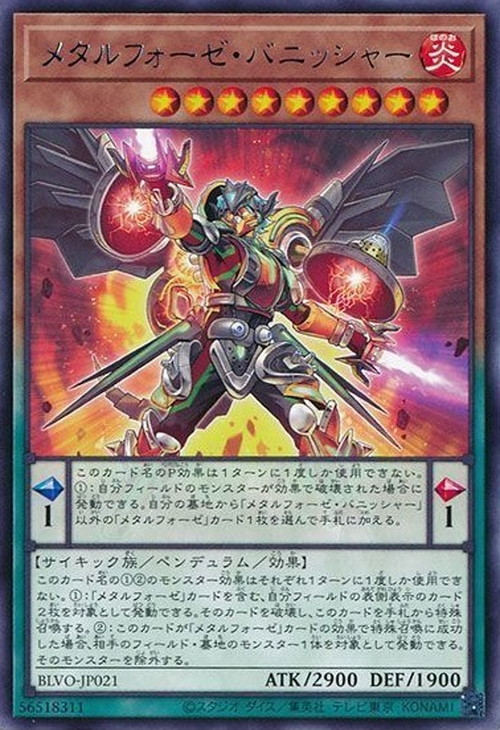 メタルフォーゼ・バニッシャー
炎
ほのお
このカード名のP効果は1ターンに1度しか使用できない。
①:自分フィールドのモンスターが効果で破壊された場合に
発動できる。自分の墓地から「メタルフォーゼ・バニッシャー」
以外の「メタルフォーゼ」カード1枚を選んで手札に加える。
1
1
【サイキック族/ペンデュラム/効果】
このカード名の①②のモンスター効果はそれぞれ1ターンに1度しか使用でき
ない。①:「メタルフォーゼ」カードを含む、自分フィールドの表側表示のカード
2枚を対象として発動できる。そのカードを破壊し、このカードを手札から特殊
召喚する。②:このカードが「メタルフォーゼ」カードの効果で特殊召喚に成功
した場合、相手のフィールド・墓地のモンスター1体を対象として発動できる。
そのモンスターを除外する。
BLVO-JP021
ATK/2900 DEF/1900
56518311
©スタジオ・ダイス/集英社・テレビ東京・KONAMI